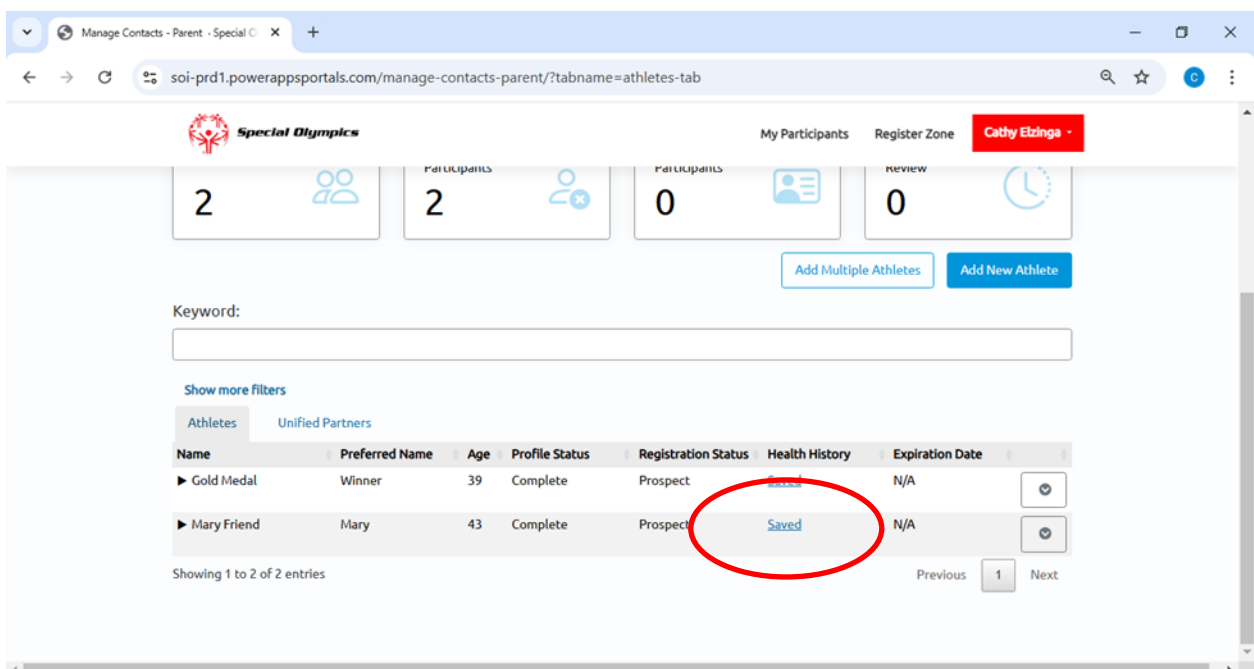 Manage Contacts - Parent - Special O
soi-prd1.powerappsportals.com/manage-contacts-parent/?tabname=athletes-tab
C
Special Olympics
My Participants Register Zone Cathy Elzinga
Participants Participants Review
2 2 0 0
Add Multiple Athletes Add New Athlete
Keyword:
Show more filters
Athletes Unified Partners
Name Preferred Name Age Profile Status Registration Status Health History Expiration Date
Gold Medal Winner 39 Complete Prospect Saved N/A
Mary Friend Mary 43 Complete Prospect Saved N/A
Showing 1 to 2 of 2 entries Previous 1 Next